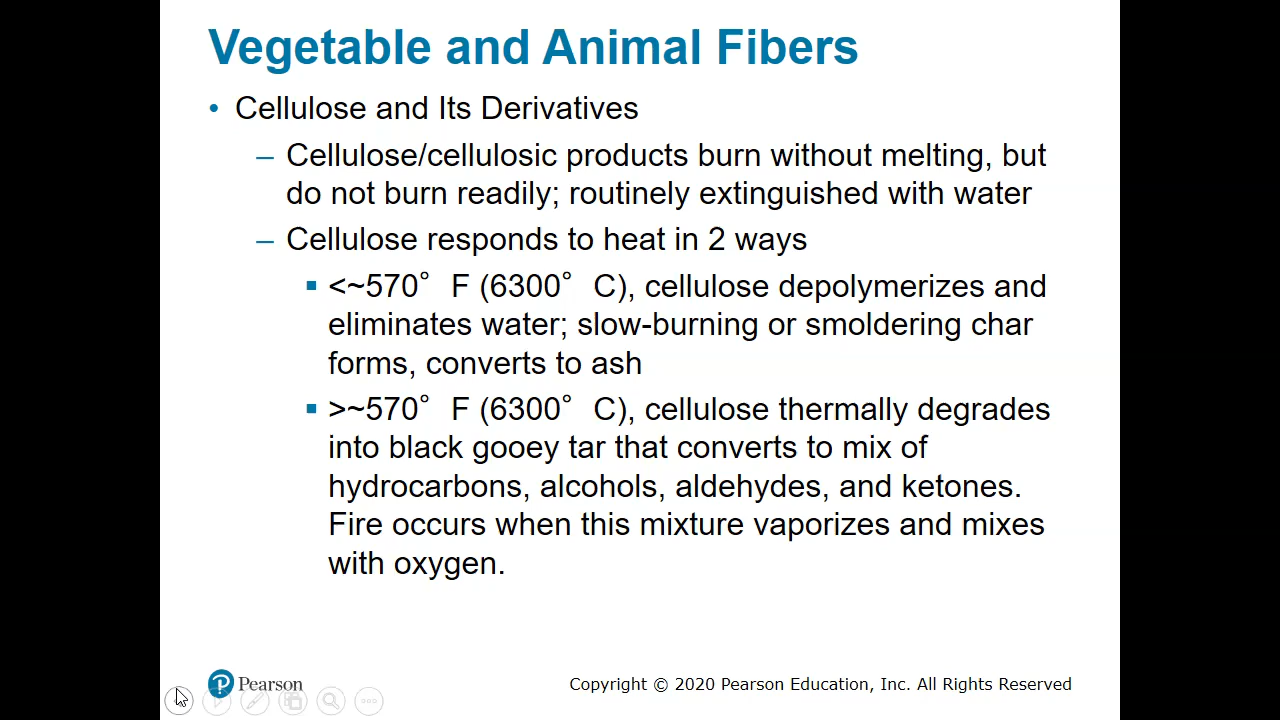 Vegetable and Animal Fibers
• Cellulose and Its Derivatives
– Cellulose/cellulosic products burn without melting, but
do not burn readily; routinely extinguished with water
– Cellulose responds to heat in 2 ways
▪ <~570° F (6300° C), cellulose depolymerizes and
eliminates water; slow-burning or smoldering char
forms, converts to ash
▪ >~570° F (6300° C), cellulose thermally degrades
into black gooey tar that converts to mix of
hydrocarbons, alcohols, aldehydes, and ketones.
Fire occurs when this mixture vaporizes and mixes
with oxygen.
Pearson
Copyright © 2020 Pearson Education, Inc. All Rights Reserved